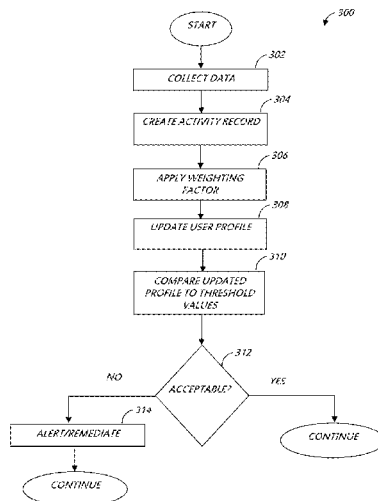 START
300
302
COLLECT DATA
304
CREATE ACTIVITY RECORD
306
APPLY WEIGHTING
FACTOR
308
UPDATE USER PROFILE
310
COMPARE UPDATED
PROFILE TO THRESHOLD
VALUES
312
NO
ACCEPTABLE?
YES
314
ALERT/REMEDIATE
CONTINUE
CONTINUE